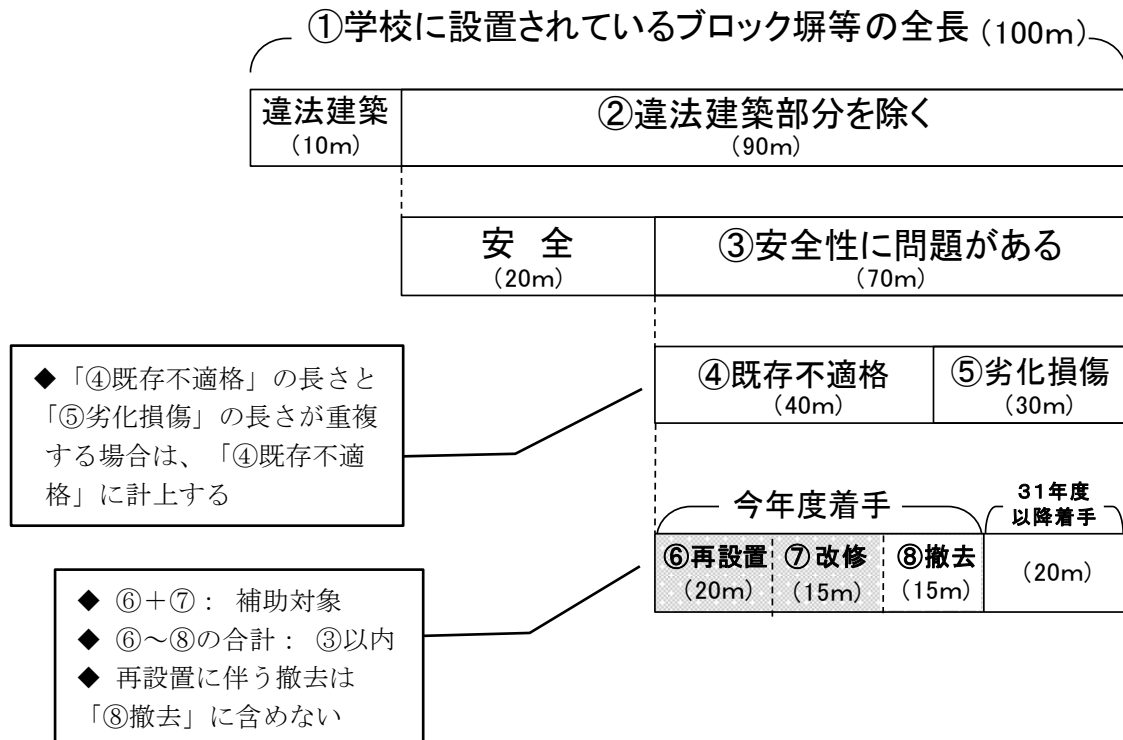 ①学校に設置されているブロック塀等の全長(100m)
違法建築
(10m)
②違法建築部分を除く
(90m)
安 全
(20m)
③安全性に問題がある
(70m)
④既存不適格
(40m)
⑤劣化損傷
(30m)
◆「④既存不適格」の長さと
「⑤劣化損傷」の長さが重複
する場合は、「④既存不適
格」に計上する
今年度着手
31年度
以降着手
⑥再設置
(20m)
⑦改修
(15m)
⑧撤去
(15m)
(20m)
◆ ⑥+⑦: 補助対象
◆ ⑥~⑧の合計: ③以内
◆ 再設置に伴う撤去は
「⑧撤去」に含めない